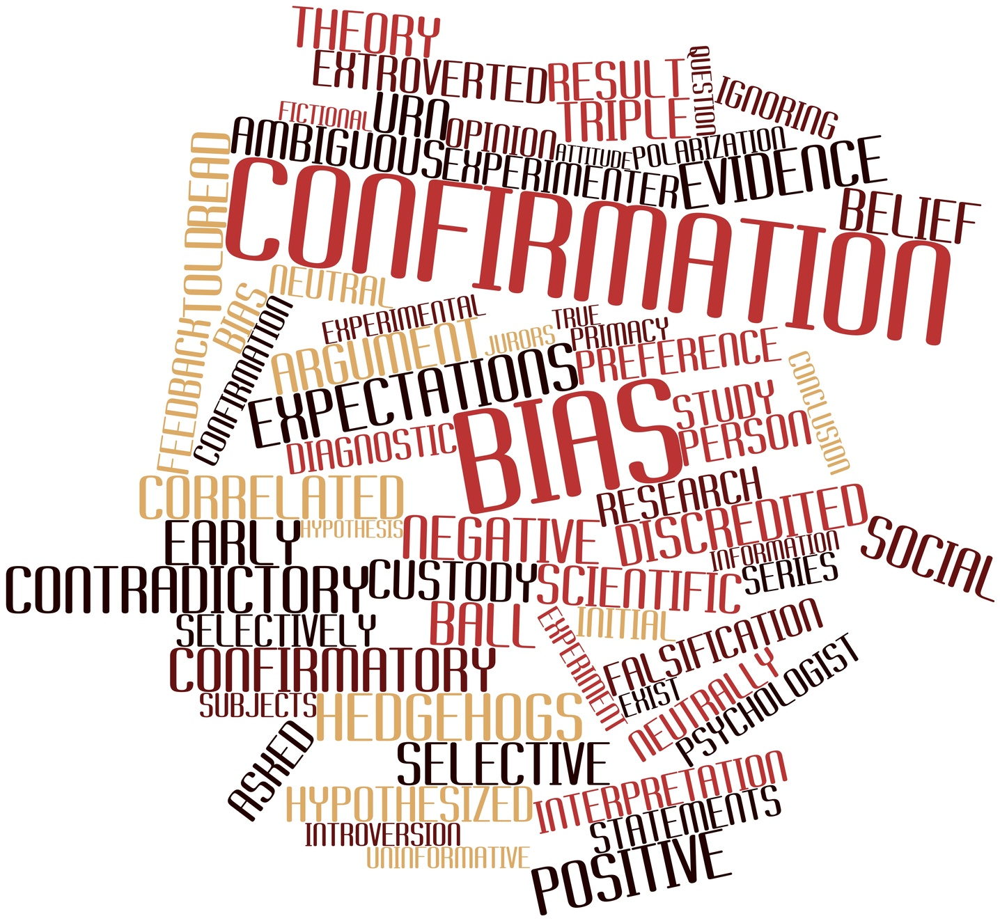 THEORY
EXTROVERTED
RESULT
QUESTION
IGNORING
FICTIONAL
URN
TRIPLE
AMBIGUOUS
OPINION
ATTITUDE
POLARIZATION
EXPERIMENTER
EVIDENCE
DREAD
CONFIRMATION
BELIEF
TOLD
NEUTRAL
BIAS
CONFIRMATION
FEEDBACK
EXPERIMENTAL
TRUE
ARGUMENT
JURORS
PRIMACY
EXPECTATIONS
PREFERENCE
CONCLUSION
BIAS
STUDY
DIAGNOSTIC
PERSON
CORRELATED
RESEARCH
EARLY
HYPOTHESIS
NEGATIVE
DISCREDITED
SOCIAL
INFORMATION
CONTRADICTORY
CUSTODY
SCIENTIFIC
SERIES
SELECTIVELY
BALL
INITIAL
EXPERIMENT
FALSIFICATION
CONFIRMATORY
EXIST
NEUTRALLY
PSYCHOLOGIST
SUBJECTS
HEDGEHOGS
ASKED
SELECTIVE
HYPOTHESIZED
INTERPRETATION
STATEMENTS
INTROVERSION
UNINFORMATIVE
POSITIVE